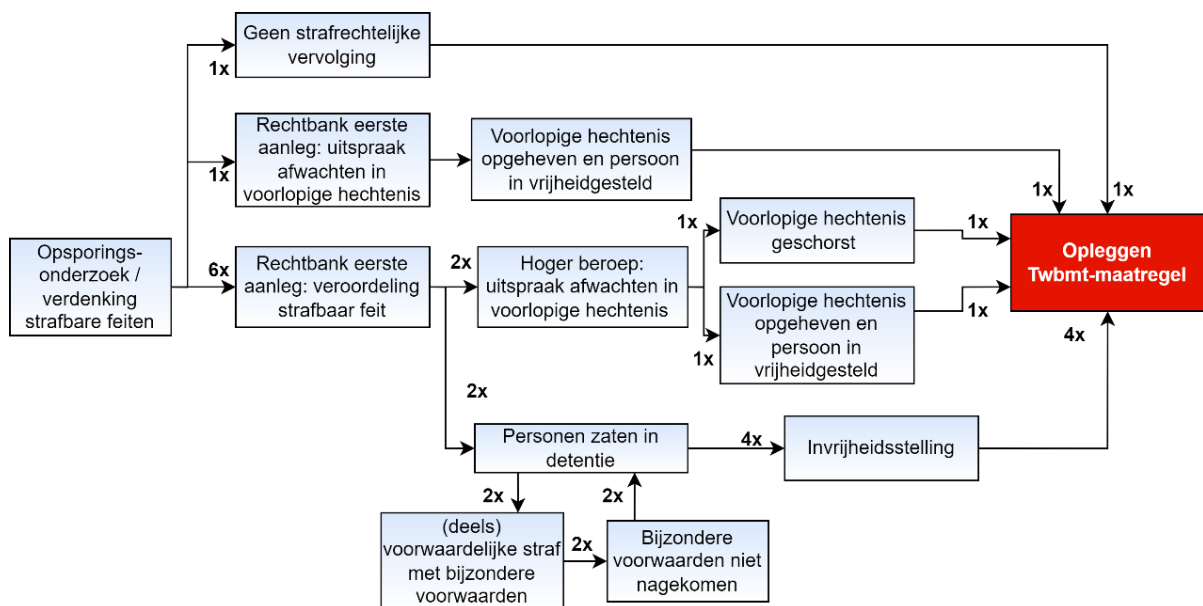 Geen strafrechtelijke
vervolging
1x
Rechtbank eerste
aanleg: uitspraak
afwachten in
voorlopige hechtenis
1x
Voorlopige hechtenis
opgeheven en persoon
in vrijheidgesteld
1x
1x
Opsporings-
onderzoek /
verdenking
strafbare feiten
6x
Rechtbank eerste
aanleg: veroordeling
strafbaar feit
2x
Hoger beroep:
uitspraak afwachten in
voorlopige hechtenis
1x
Voorlopige hechtenis
geschorst
1x
Opleggen
Twbmt-maatregel
1x
Voorlopige hechtenis
opgeheven en
persoon in
vrijheidgesteld
1x
4x
2x
Personen zaten in
detentie
4x
Invrijheidsstelling
2x
2x
(deels)
voorwaardelijke straf
met bijzondere
voorwaarden
2x
Bijzondere
voorwaarden niet
nagekomen